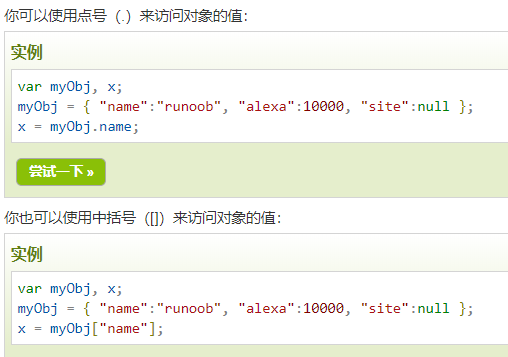 你可以使用点号（.）来访问对象的值：
实例
var myObj, x;
myObj = { "name":"runoob", "alexa":10000, "site":null };
x = myObj.name;
尝试一下 »
你也可以使用中括号（[]）来访问对象的值：
实例
var myObj, x;
myObj = { "name":"runoob", "alexa":10000, "site":null };
x = myObj["name"];